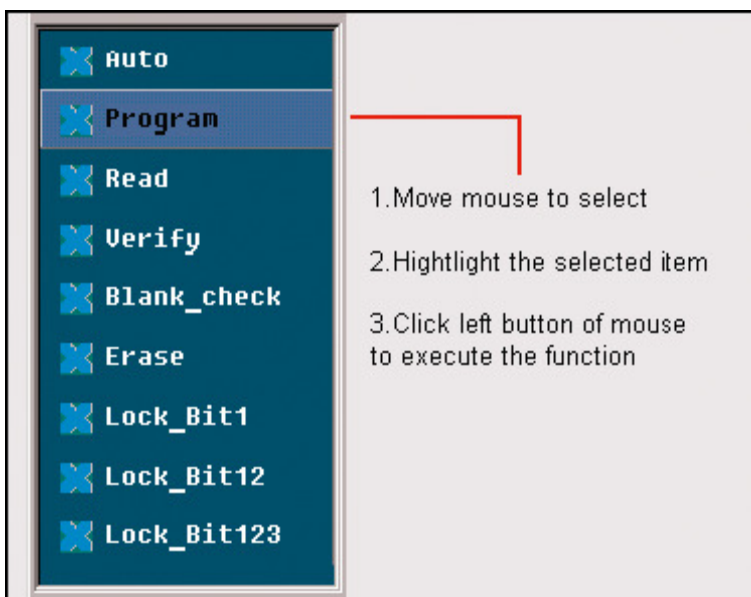 Auto
Program
Read
Verify
Blank_check
Erase
Lock_Bit1
Lock_Bit12
Lock_Bit123
1.Move mouse to select
2.Hightlight the selected item
3.Click left button of mouse
to execute the function